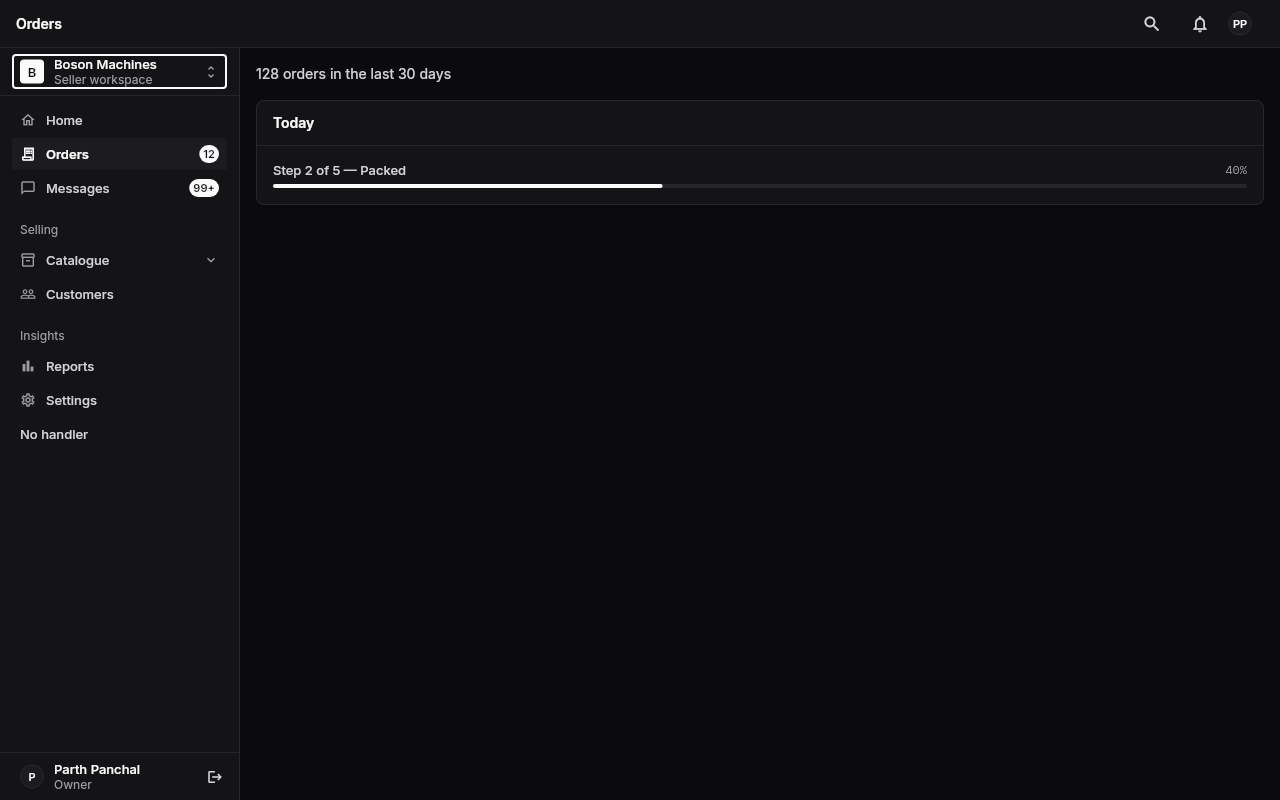 Orders
PP
B
Boson Machines
Seller workspace
Home
Orders
12
Messages
99+
Selling
Catalogue
Customers
Insights
Reports
Settings
No handler
P
Parth Panchal
Owner
128 orders in the last 30 days
Today
Step 2 of 5 — Packed
40%